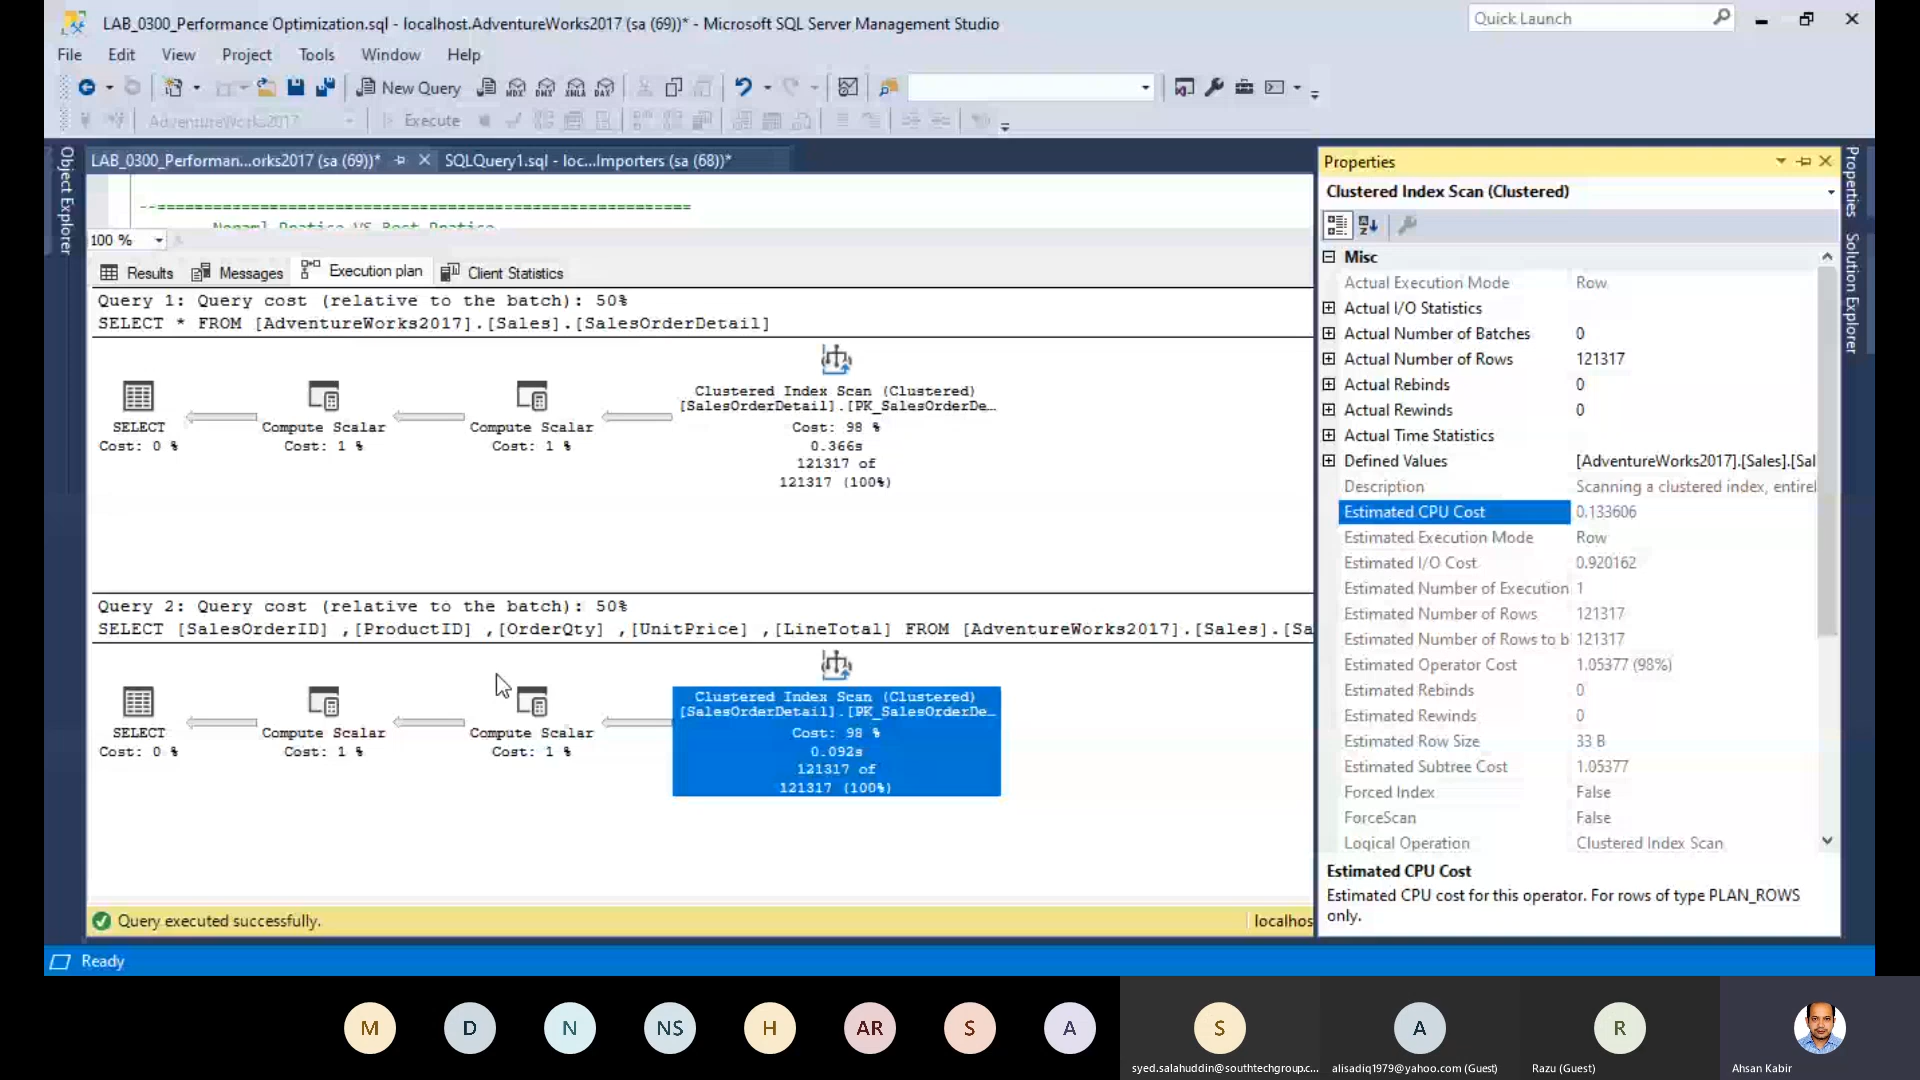 LAB_0300_Performance Optimization.sql - localhost.AdventureWorks2017 (sa (69))* - Microsoft SQL Server Management Studio
Quick Launch
File Edit View Project Tools Window Help
New Query
MDX DMX XMLA DAX
AdventureWorks2017
Execute
Object Explorer
LAB_0300_Performan...orks2017 (sa (69))*
SQLQuery1.sql - loc...Importers (sa (68))*
--=========================================================
100 %
Results Messages Execution plan Client Statistics
Query 1: Query cost (relative to the batch): 50%
SELECT * FROM [AdventureWorks2017].[Sales].[SalesOrderDetail]
SELECT
Cost: 0 %
Compute Scalar
Cost: 1 %
Compute Scalar
Cost: 1 %
Clustered Index Scan (Clustered)
[SalesOrderDetail].[PK_SalesOrderDe…
Cost: 98 %
0.366s
121317 of
121317 (100%)
Query 2: Query cost (relative to the batch): 50%
SELECT [SalesOrderID] ,[ProductID] ,[OrderQty] ,[UnitPrice] ,[LineTotal] FROM [AdventureWorks2017].[Sales].[Sa
SELECT
Cost: 0 %
Compute Scalar
Cost: 1 %
Compute Scalar
Cost: 1 %
Clustered Index Scan (Clustered)
[SalesOrderDetail].[PK_SalesOrderDe…
Cost: 98 %
0.092s
121317 of
121317 (100%)
Query executed successfully.
localhos
Ready
Properties
Clustered Index Scan (Clustered)
Misc
Actual Execution Mode Row
Actual I/O Statistics
Actual Number of Batches 0
Actual Number of Rows 121317
Actual Rebinds 0
Actual Rewinds 0
Actual Time Statistics
Defined Values [AdventureWorks2017].[Sales].[Sal
Description Scanning a clustered index, entirel
Estimated CPU Cost 0.133606
Estimated Execution Mode Row
Estimated I/O Cost 0.920162
Estimated Number of Execution 1
Estimated Number of Rows 121317
Estimated Number of Rows to b 121317
Estimated Operator Cost 1.05377 (98%)
Estimated Rebinds 0
Estimated Rewinds 0
Estimated Row Size 33 B
Estimated Subtree Cost 1.05377
Forced Index False
ForceScan False
Logical Operation Clustered Index Scan
Estimated CPU Cost
Estimated CPU cost for this operator. For rows of type PLAN_ROWS
only.
Properties
Solution Explorer
M D N NS H AR S A S A R
syed.salahuddin@southtechgroup.c...
alisadiq1979@yahoo.com (Guest)
Razu (Guest)
Ahsan Kabir